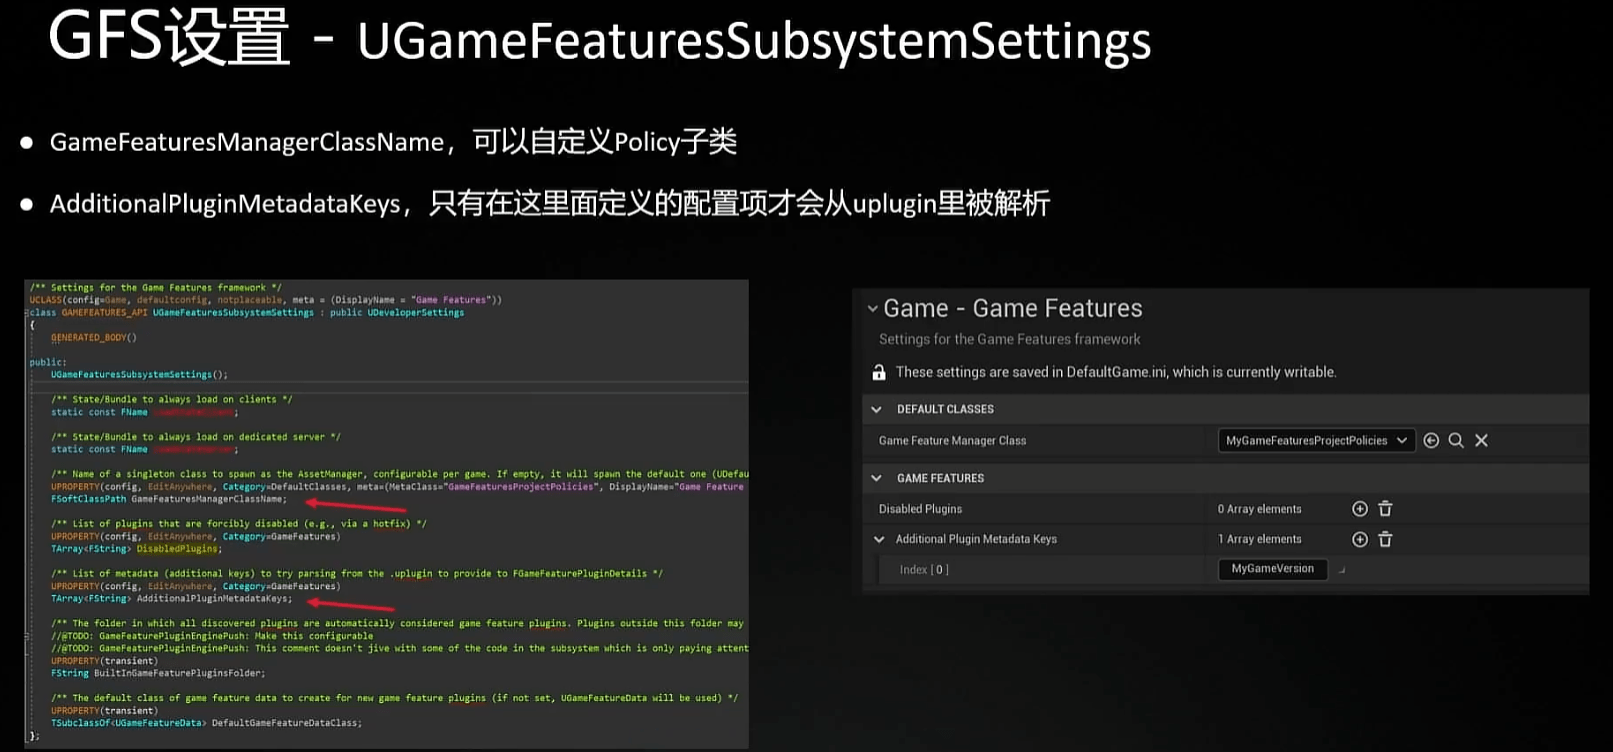 GFS设置 - UGameFeaturesSubsystemSettings
● GameFeaturesManagerClassName，可以自定义Policy子类
● AdditionalPluginMetadataKeys，只有在这里面定义的配置项才会从uplugin里被解析
/** Settings for the Game Features framework */
UCLASS(config=Game, defaultconfig, notplaceable, meta = (DisplayName = "Game Features"))
class GAMEFEATURES_API UGameFeaturesSubsystemSettings : public UDeveloperSettings
{
GENERATED_BODY()
public:
UGameFeaturesSubsystemSettings();
/** State/Bundle to always load on clients */
static const FName ;
/** State/Bundle to always load on dedicated server */
static const FName ;
/** Name of a singleton class to spawn as the AssetManager, configurable per game. If empty, it will spawn the default one (UDefau
UPROPERTY(config, EditAnywhere, Category=DefaultClasses, meta=(MetaClass="GameFeaturesProjectPolicies", DisplayName="Game Feature
FSoftClassPath GameFeaturesManagerClassName;
/** List of plugins that are forcibly disabled (e.g., via a hotfix) */
UPROPERTY(config, EditAnywhere, Category=GameFeatures)
TArray<FString> DisabledPlugins;
/** List of metadata (additional keys) to try parsing from the .uplugin to provide to FGameFeaturePluginDetails */
UPROPERTY(config, EditAnywhere, Category=GameFeatures)
TArray<FString> AdditionalPluginMetadataKeys;
/** The folder in which all discovered plugins are automatically considered game feature plugins. Plugins outside this folder may
//@TODO: GameFeaturePluginEnginePush: Make this configurable
//@TODO: GameFeaturePluginEnginePush: This comment doesn't jive with some of the code in the subsystem which is only paying attent
UPROPERTY(transient)
FString BuiltInGameFeaturePluginsFolder;
/** The default class of game feature data to create for new game feature plugins (if not set, UGameFeatureData will be used) */
UPROPERTY(transient)
TSubclassOf<UGameFeatureData> DefaultGameFeatureDataClass;
};
Game - Game Features
Settings for the Game Features framework
These settings are saved in DefaultGame.ini, which is currently writable.
DEFAULT CLASSES
Game Feature Manager Class MyGameFeaturesProjectPolicies
GAME FEATURES
Disabled Plugins 0 Array elements
Additional Plugin Metadata Keys 1 Array elements
Index [ 0 ] MyGameVersion